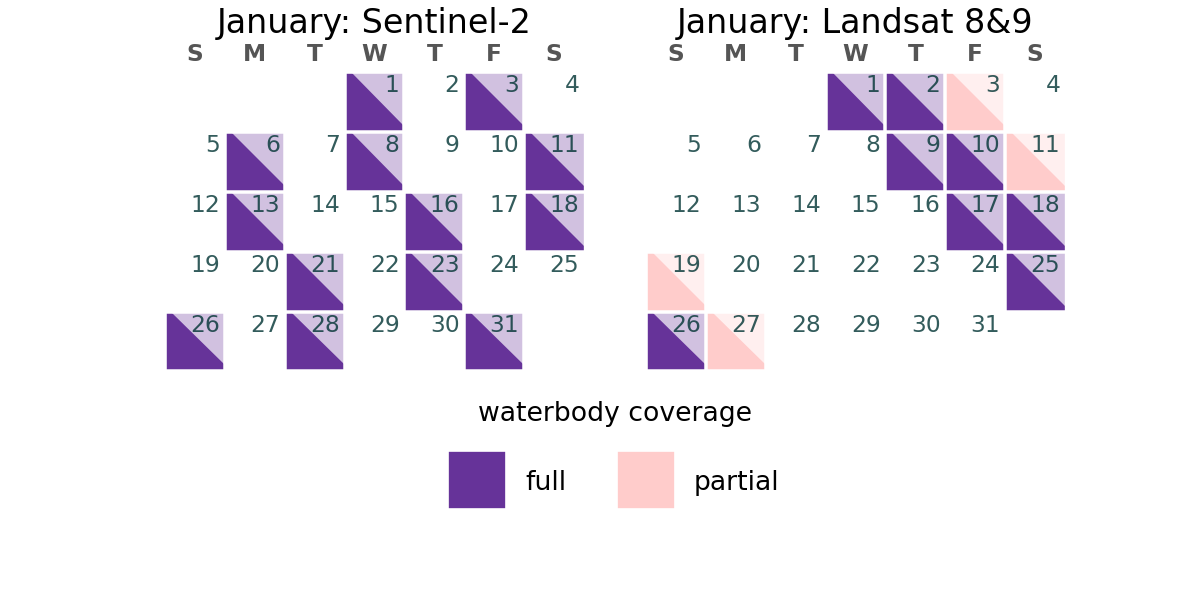 January: Sentinel-2
S M T W T F S
1 2 3 4
5 6 7 8 9 10 11
12 13 14 15 16 17 18
19 20 21 22 23 24 25
26 27 28 29 30 31
January: Landsat 8&9
S M T W T F S
1 2 3 4
5 6 7 8 9 10 11
12 13 14 15 16 17 18
19 20 21 22 23 24 25
26 27 28 29 30 31
waterbody coverage
full partial